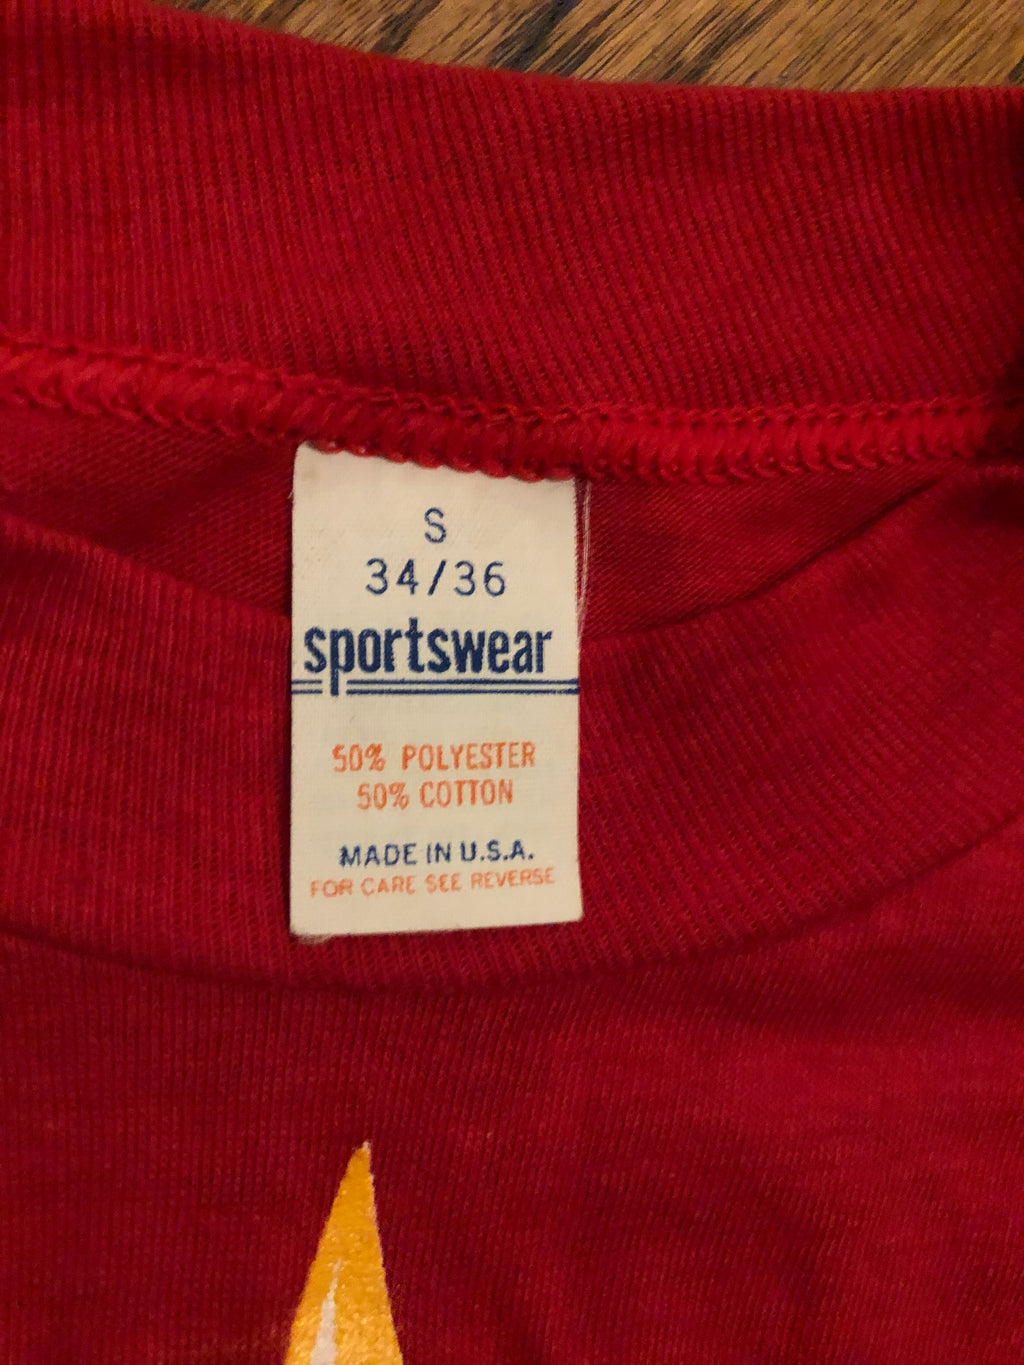 S
34/36
sportswear
50% POLYESTER
50% COTTON
MADE IN U.S.A.
FOR CARE SEE REVERSE